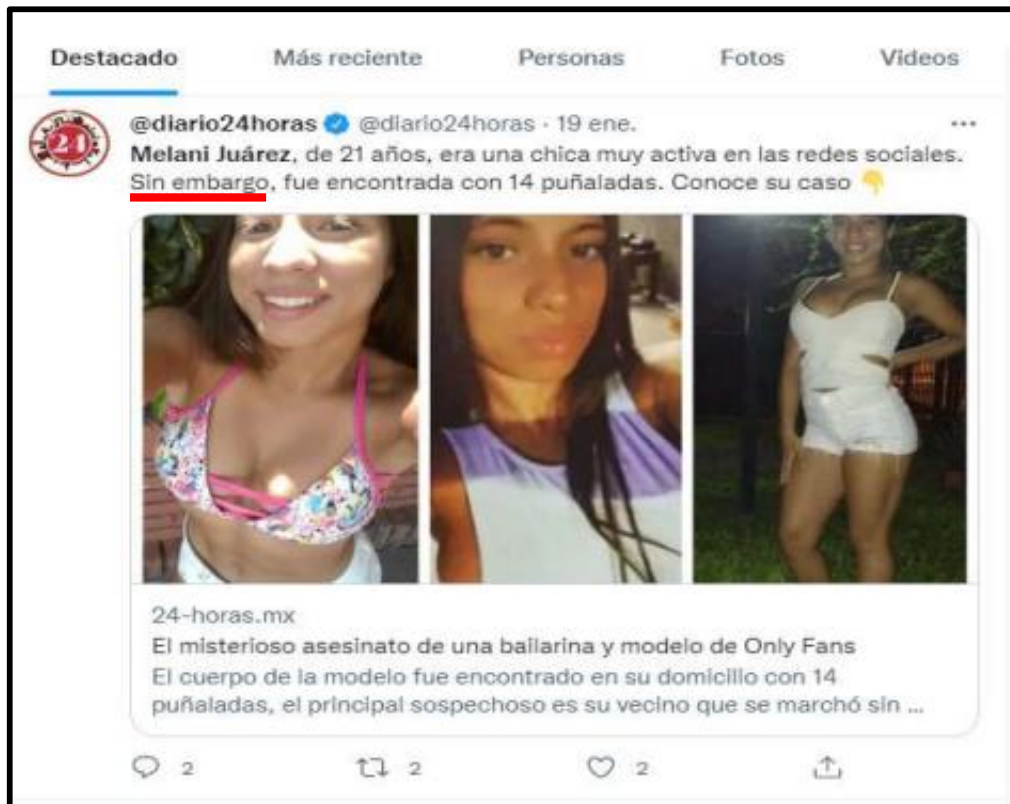 Destacado Más reciente Personas Fotos Videos
24
@diario24horas @diario24horas · 19 ene.
Melani Juárez, de 21 años, era una chica muy activa en las redes sociales.
Sin embargo, fue encontrada con 14 puñaladas. Conoce su caso 👇
24-horas.mx
El misterioso asesinato de una bailarina y modelo de Only Fans
El cuerpo de la modelo fue encontrado en su domicilio con 14
puñaladas, el principal sospechoso es su vecino que se marchó sin ...
2 2 2